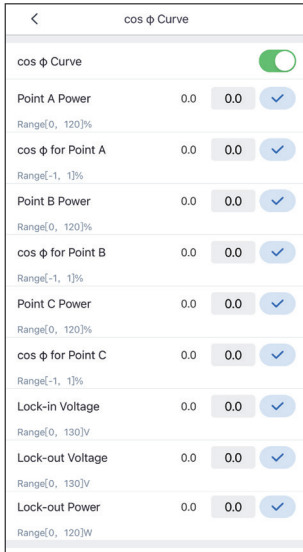 cos ϕ Curve
cos ϕ Curve
Point A Power 0.0 0.0
Range[0, 120]%
cos ϕ for Point A 0.0 0.0
Range[-1, 1]%
Point B Power 0.0 0.0
Range[0, 120]%
cos ϕ for Point B 0.0 0.0
Range[-1, 1]%
Point C Power 0.0 0.0
Range[0, 120]%
cos ϕ for Point C 0.0 0.0
Range[-1, 1]%
Lock-in Voltage 0.0 0.0
Range[0, 130]V
Lock-out Voltage 0.0 0.0
Range[0, 130]V
Lock-out Power 0.0 0.0
Range[0, 120]W